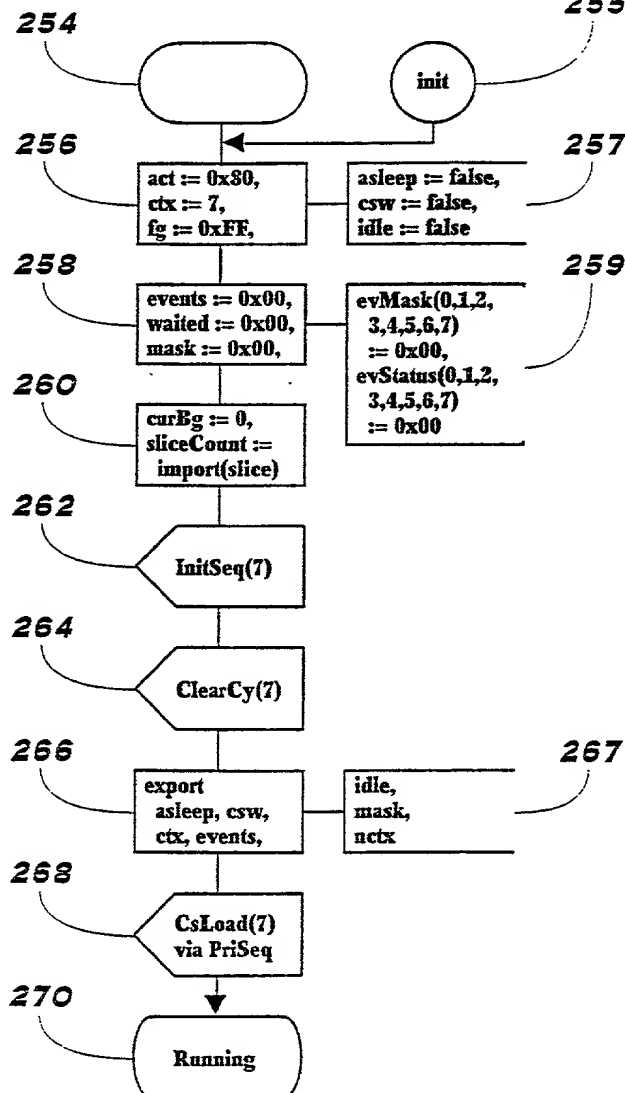 254
255
init
256
act := 0x80,
ctx := 7,
fg := 0xFF,
asleep := false,
csw := false,
idle := false
257
258
events := 0x00,
waited := 0x00,
mask := 0x00,
evMask(0,1,2,
3,4,5,6,7)
:= 0x00,
evStatus(0,1,2,
3,4,5,6,7)
:= 0x00
259
260
curBg := 0,
sliceCount :=
import(slice)
262
InitSeq(7)
264
ClearCy(7)
266
export
asleep, csw,
ctx, events,
idle,
mask,
nctx
267
268
CsLoad(7)
via PriSeq
270
Running